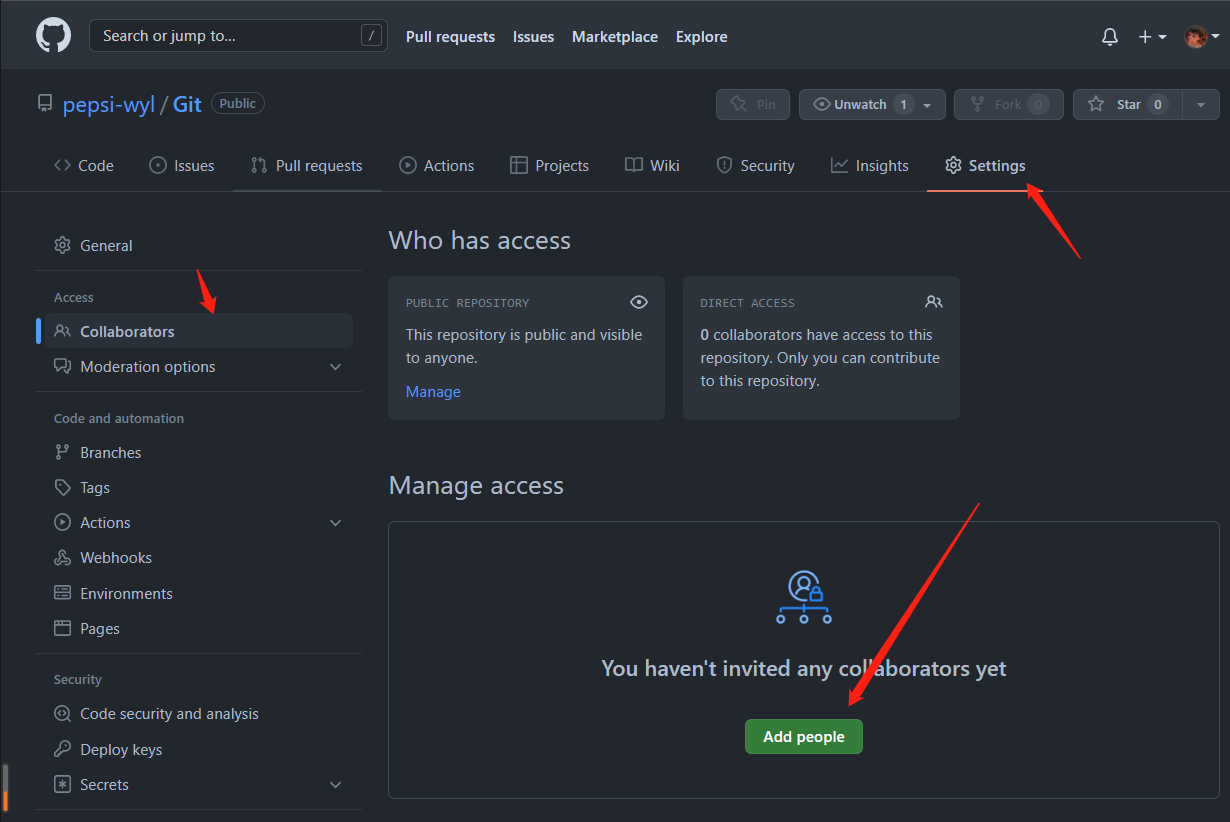 Search or jump to... /
Pull requests Issues Marketplace Explore
pepsi-wyl / Git Public
Pin Unwatch 1 Fork 0 Star 0
Code Issues Pull requests Actions Projects Wiki Security Insights Settings
General
Access
Collaborators
Moderation options
Code and automation
Branches
Tags
Actions
Webhooks
Environments
Pages
Security
Code security and analysis
Deploy keys
Secrets
Who has access
PUBLIC REPOSITORY
This repository is public and visible
to anyone.
Manage
DIRECT ACCESS
0 collaborators have access to this
repository. Only you can contribute
to this repository.
Manage access
You haven't invited any collaborators yet
Add people